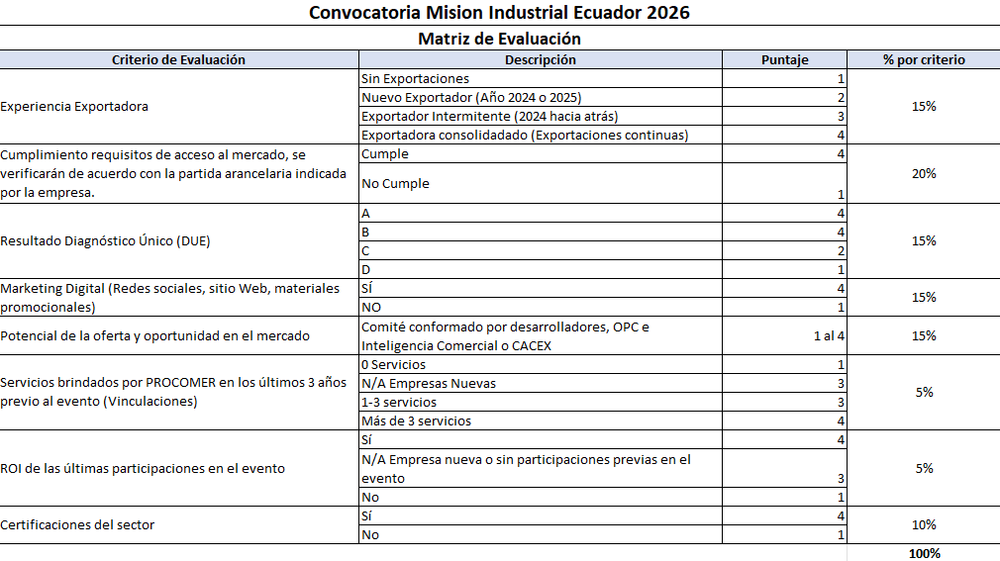 Convocatoria Mision Industrial Ecuador 2026
Matriz de Evaluación
Criterio de Evaluación Descripción Puntaje % por criterio
Experiencia Exportadora
Sin Exportaciones 1
Nuevo Exportador (Año 2024 o 2025) 2
Exportador Intermitente (2024 hacia atrás) 3
Exportadora consolidadado (Exportaciones continuas) 4
15%
Cumplimiento requisitos de acceso al mercado, se
verificarán de acuerdo con la partida arancelaria indicada
por la empresa.
Cumple 4
No Cumple 1
20%
Resultado Diagnóstico Único (DUE)
A 4
B 4
C 2
D 1
15%
Marketing Digital (Redes sociales, sitio Web, materiales
promocionales)
SÍ 4
NO 1
15%
Potencial de la oferta y oportunidad en el mercado
Comité conformado por desarrolladores, OPC e
Inteligencia Comercial o CACEX
1 al 4
15%
Servicios brindados por PROCOMER en los últimos 3 años
previo al evento (Vinculaciones)
0 Servicios 1
N/A Empresas Nuevas 3
1-3 servicios 3
Más de 3 servicios 4
5%
ROI de las últimas participaciones en el evento
Sí 4
N/A Empresa nueva o sin participaciones previas en el
evento 3
No 1
5%
Certificaciones del sector
Sí 4
No 1
10%
100%